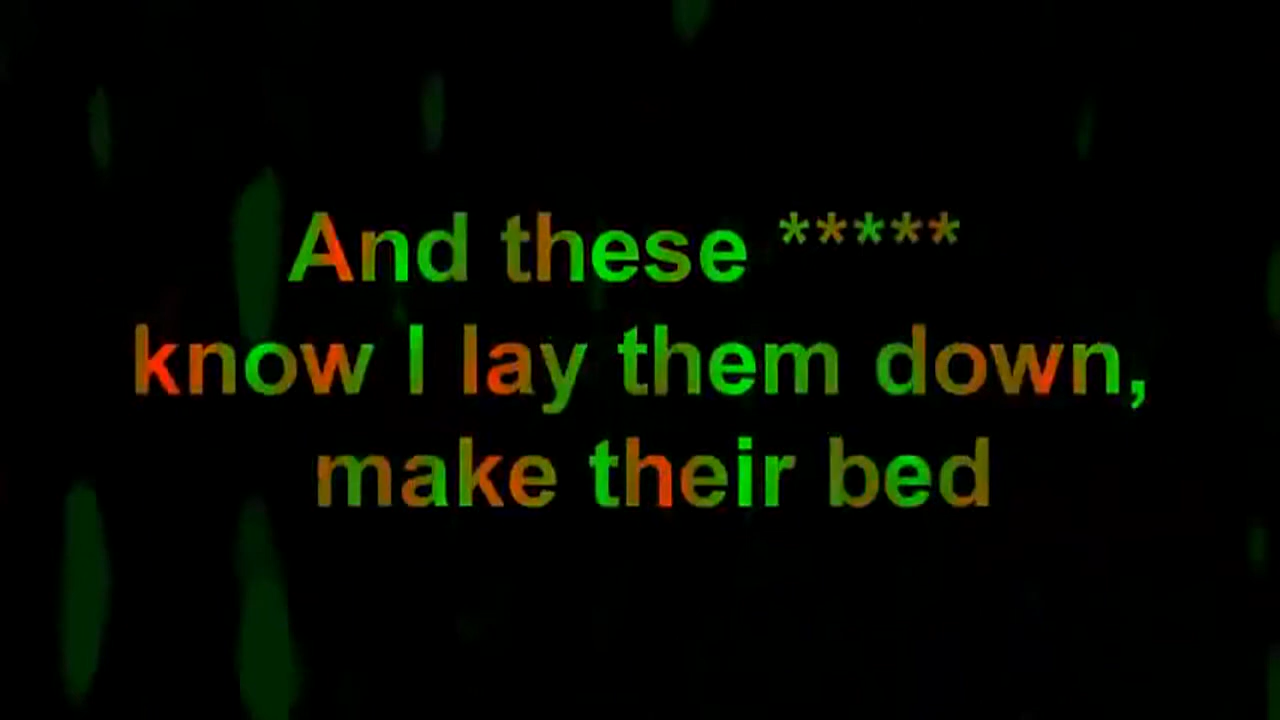 And these *****
know I lay them down,
make their bed